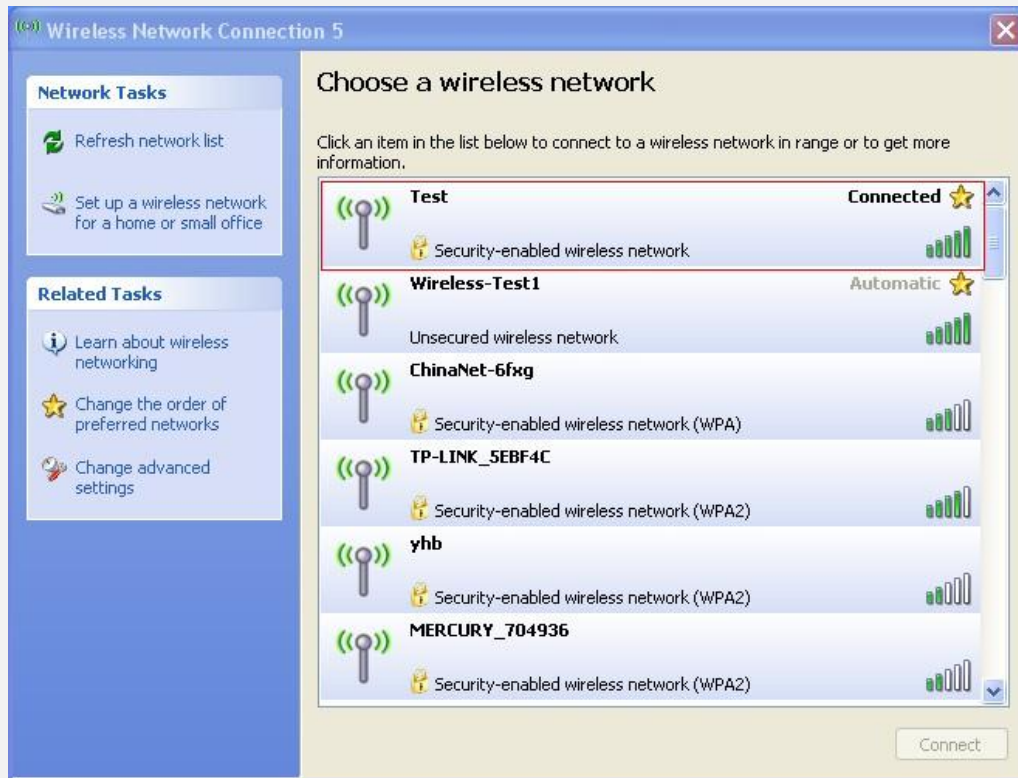 Wireless Network Connection 5
Network Tasks
Refresh network list
Set up a wireless network
for a home or small office
Related Tasks
Learn about wireless
networking
Change the order of
preferred networks
Change advanced
settings
Choose a wireless network
Click an item in the list below to connect to a wireless network in range or to get more
information.
Test Connected
Security-enabled wireless network
Wireless-Test1 Automatic
Unsecured wireless network
ChinaNet-6fxg
Security-enabled wireless network (WPA)
TP-LINK_5EBF4C
Security-enabled wireless network (WPA2)
yhb
Security-enabled wireless network (WPA2)
MERCURY_704936
Security-enabled wireless network (WPA2)
Connect